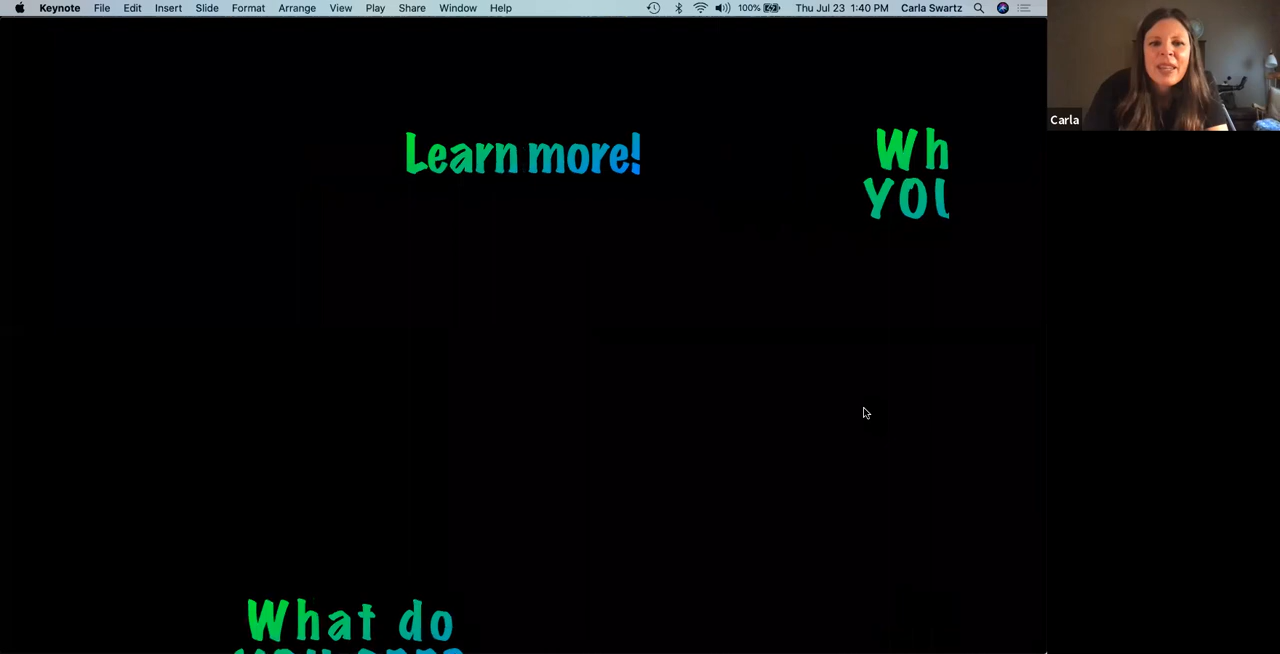 Keynote File Edit Insert Slide Format Arrange View Play Share Window Help 100% Thu Jul 23 1:40 PM Carla Swartz
Carla
Learn more!
Wh
YOU
What do